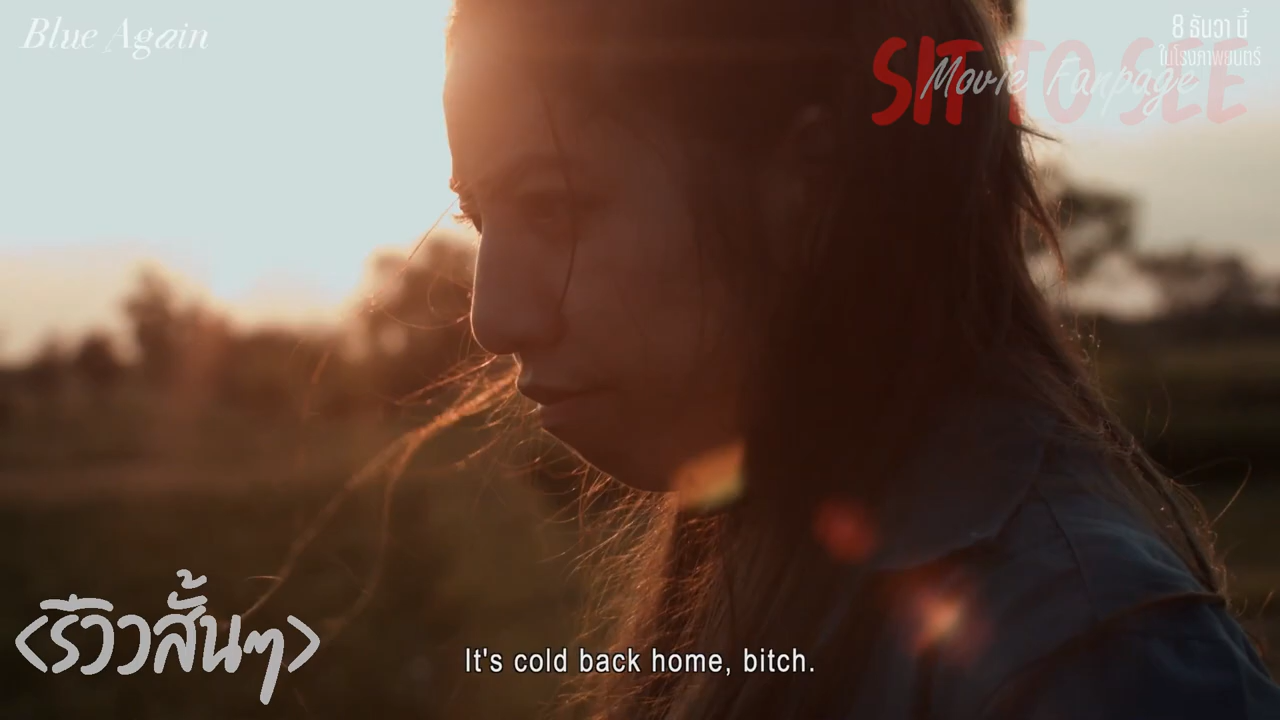 Blue Again
8 ธันวา นี้
ในโรงภาพยนตร์
SIT TO SEE
Movie Fanpage
<รีวิวสั้นๆ>
It's cold back home, bitch.